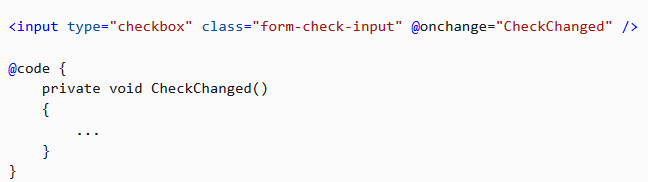 <input type="checkbox" class="form-check-input" @onchange="CheckChanged" />
@code {
    private void CheckChanged()
    {
        ...
    }
}